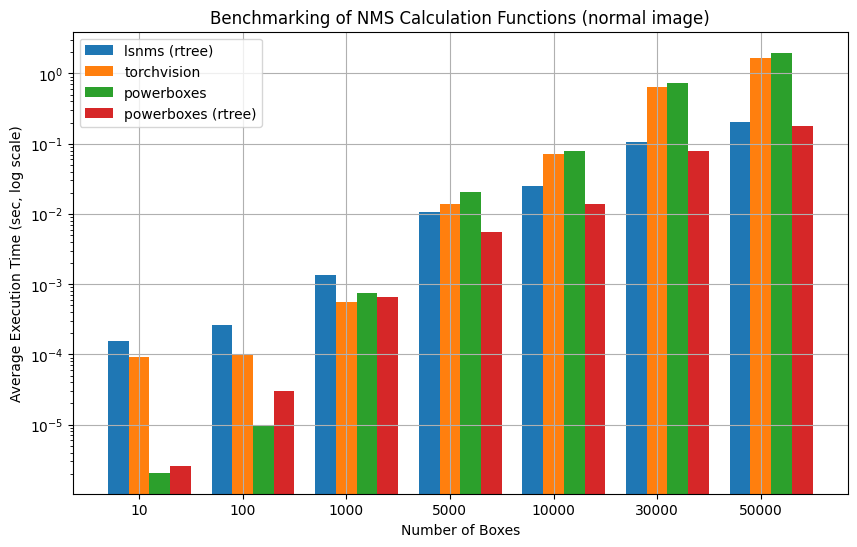 Benchmarking of NMS Calculation Functions (normal image)
lsnms (rtree)
torchvision
powerboxes
powerboxes (rtree)
Average Execution Time (sec, log scale)
10⁰
10⁻¹
10⁻²
10⁻³
10⁻⁴
10⁻⁵
10 100 1000 5000 10000 30000 50000
Number of Boxes